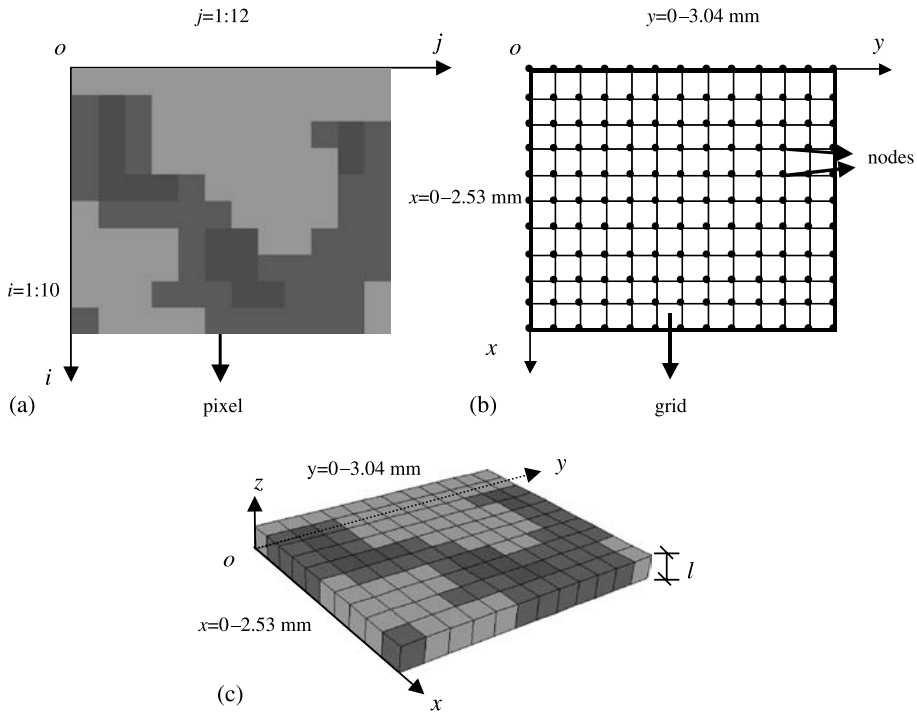 j=1:12
o
j
i=1:10
i
(a)
pixel
y=0–3.04 mm
o
y
nodes
x=0–2.53 mm
x
(b)
grid
y=0–3.04 mm
y
z
o
l
x=0–2.53 mm
(c)
x